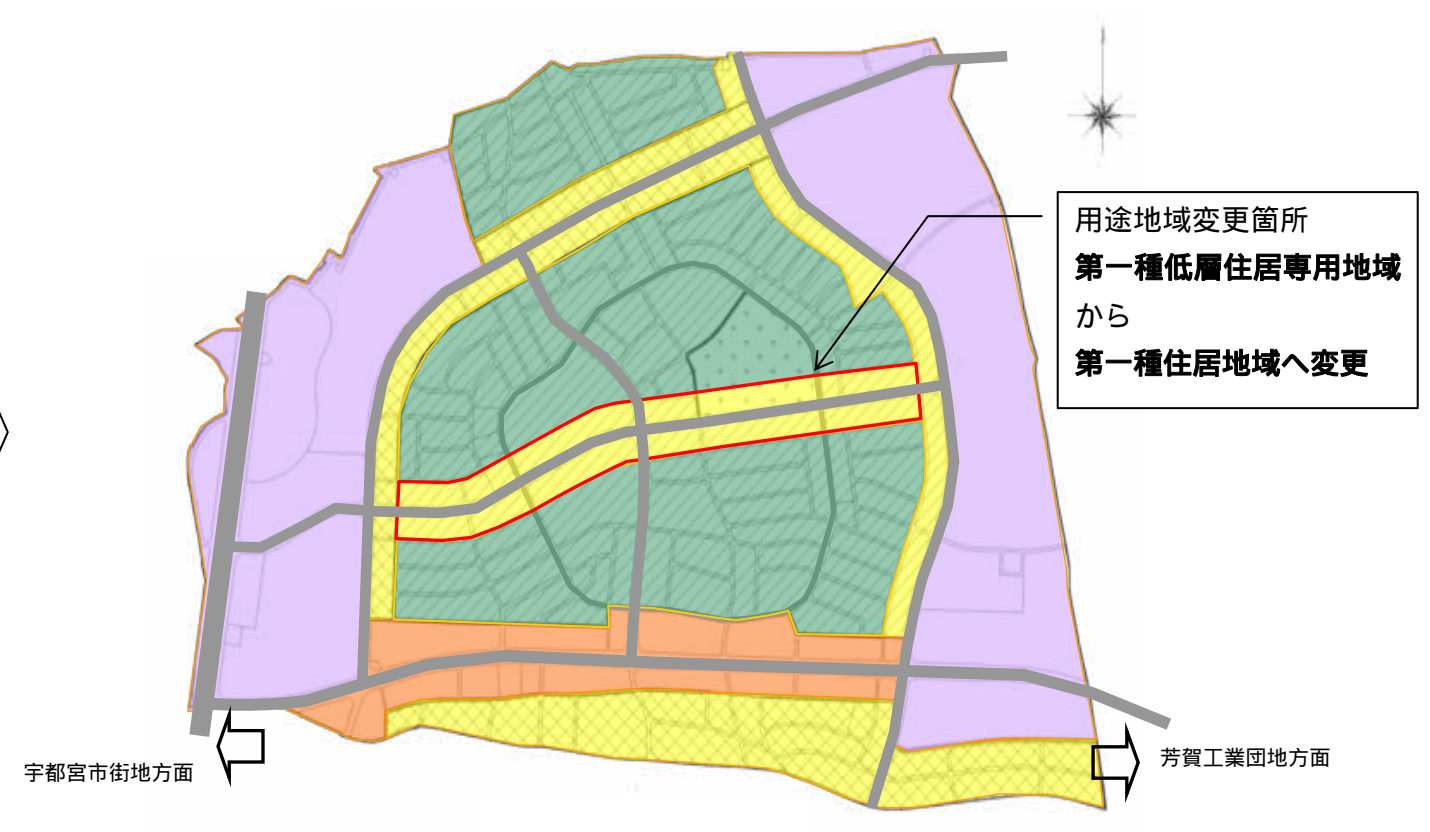 用途地域変更箇所
第一種低層住居専用地域
から
第一種住居地域へ変更
宇都宮市街地方面
芳賀工業団地方面